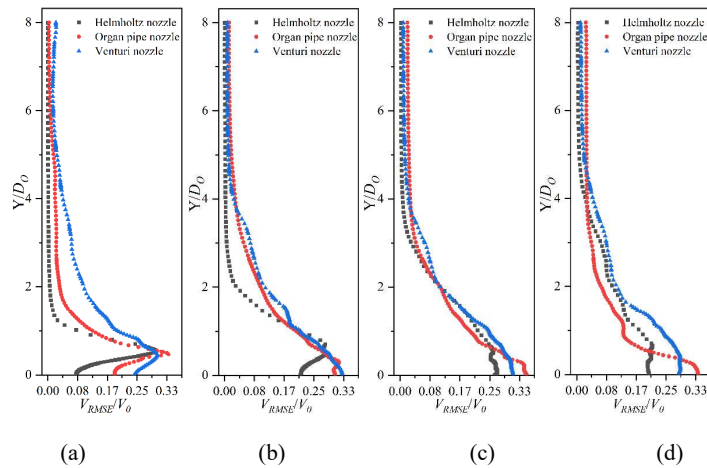 Helmholtz nozzle
Organ pipe nozzle
Venturi nozzle
8
6
4
2
0
Y/D_O
0.00 0.08 0.17 0.25 0.33
V_RMSE/V_0
(a)
Helmholtz nozzle
Organ pipe nozzle
Venturi nozzle
8
6
4
2
0
Y/D_O
0.00 0.08 0.17 0.25 0.33
V_RMSE/V_0
(b)
Helmholtz nozzle
Organ pipe nozzle
Venturi nozzle
8
6
4
2
0
Y/D_O
0.00 0.08 0.17 0.25 0.33
V_RMSE/V_0
(c)
Helmholtz nozzle
Organ pipe nozzle
Venturi nozzle
8
6
4
2
0
Y/D_O
0.00 0.08 0.17 0.25 0.33
V_RMSE/V_0
(d)